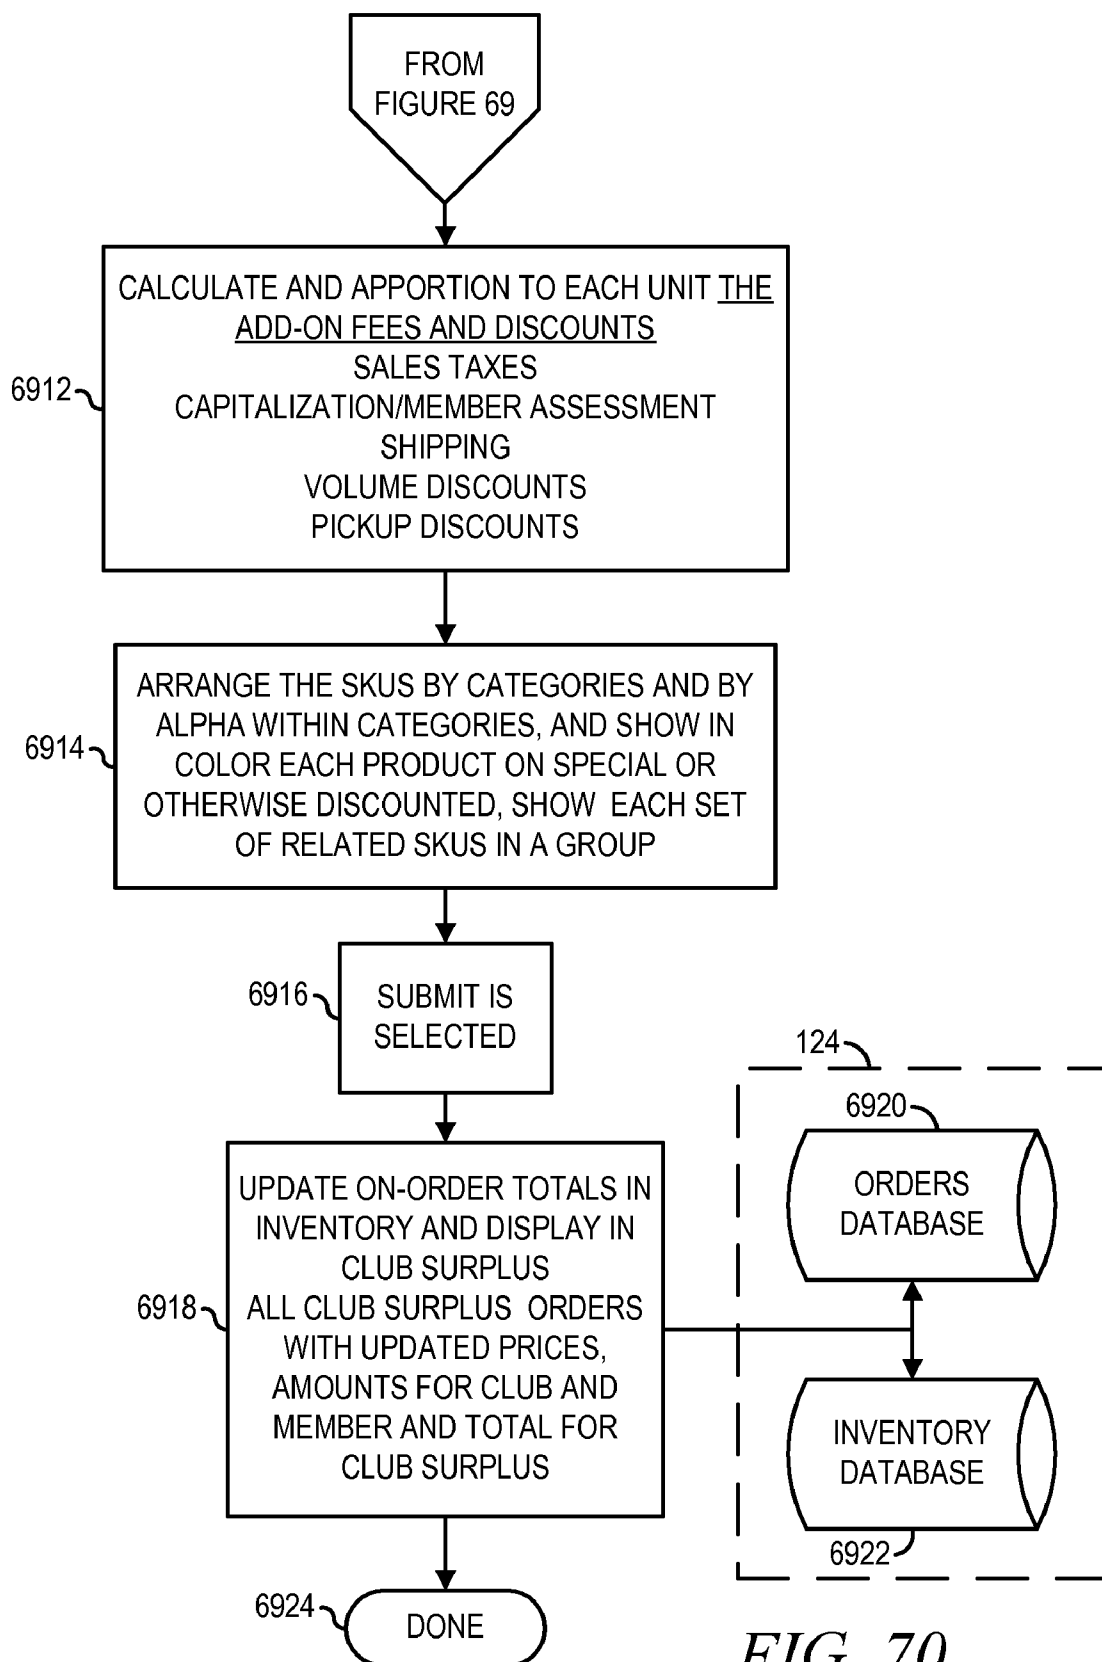 FROM
FIGURE 69
CALCULATE AND APPORTION TO EACH UNIT THE
ADD-ON FEES AND DISCOUNTS
SALES TAXES
CAPITALIZATION/MEMBER ASSESSMENT
SHIPPING
VOLUME DISCOUNTS
PICKUP DISCOUNTS
6912
ARRANGE THE SKUS BY CATEGORIES AND BY
ALPHA WITHIN CATEGORIES, AND SHOW IN
COLOR EACH PRODUCT ON SPECIAL OR
OTHERWISE DISCOUNTED, SHOW EACH SET
OF RELATED SKUS IN A GROUP
6914
6916
SUBMIT IS
SELECTED
124
6920
ORDERS
DATABASE
UPDATE ON-ORDER TOTALS IN
INVENTORY AND DISPLAY IN
CLUB SURPLUS
ALL CLUB SURPLUS ORDERS
WITH UPDATED PRICES,
AMOUNTS FOR CLUB AND
MEMBER AND TOTAL FOR
CLUB SURPLUS
6918
INVENTORY
DATABASE
6922
6924
DONE
FIG. 70